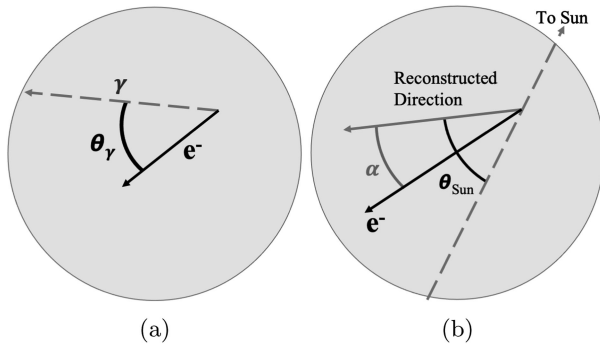 γ
θγ
e-
(a)
To Sun
Reconstructed
Direction
α
θSun
e-
(b)